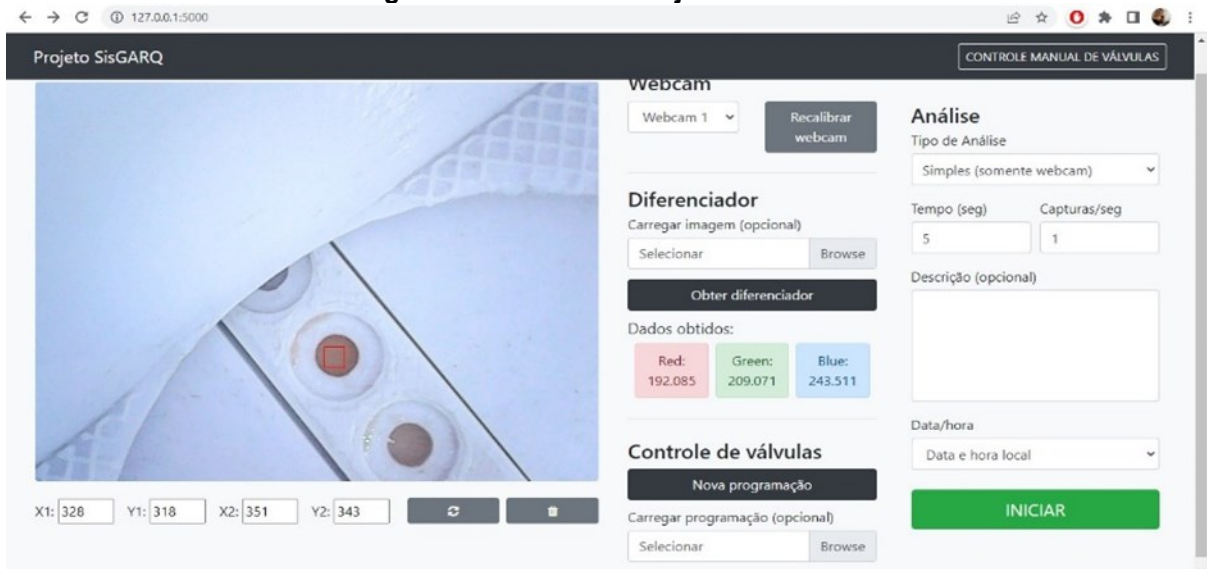 127.0.0.1:5000
Projeto SisGARQ
CONTROLE MANUAL DE VÁLVULAS
X1: 328 Y1: 318 X2: 351 Y2: 343
Webcam
Webcam 1
Recalibrar
webcam
Diferenciador
Carregar imagem (opcional)
Selecionar Browse
Obter diferenciador
Dados obtidos:
Red: Green: Blue:
192.085 209.071 243.511
Controle de válvulas
Nova programação
Carregar programação (opcional)
Selecionar Browse
Análise
Tipo de Análise
Simples (somente webcam)
Tempo (seg) Capturas/seg
5 1
Descrição (opcional)
Data/hora
Data e hora local
INICIAR